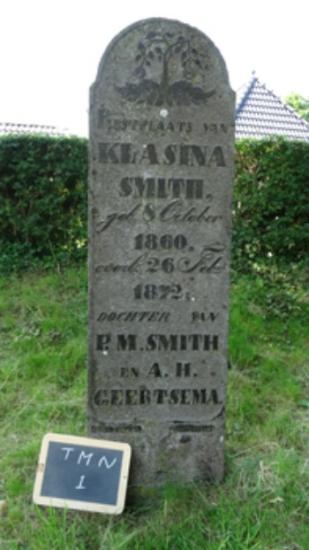 RUSTPLAATS VAN
KLASINA
SMITH,
geb. 8 October
1860.
overl. 26 Feb.
1872.
DOCHTER VAN
P. M. SMITH
EN A. H.
GEERTSEMA.
TMN
1